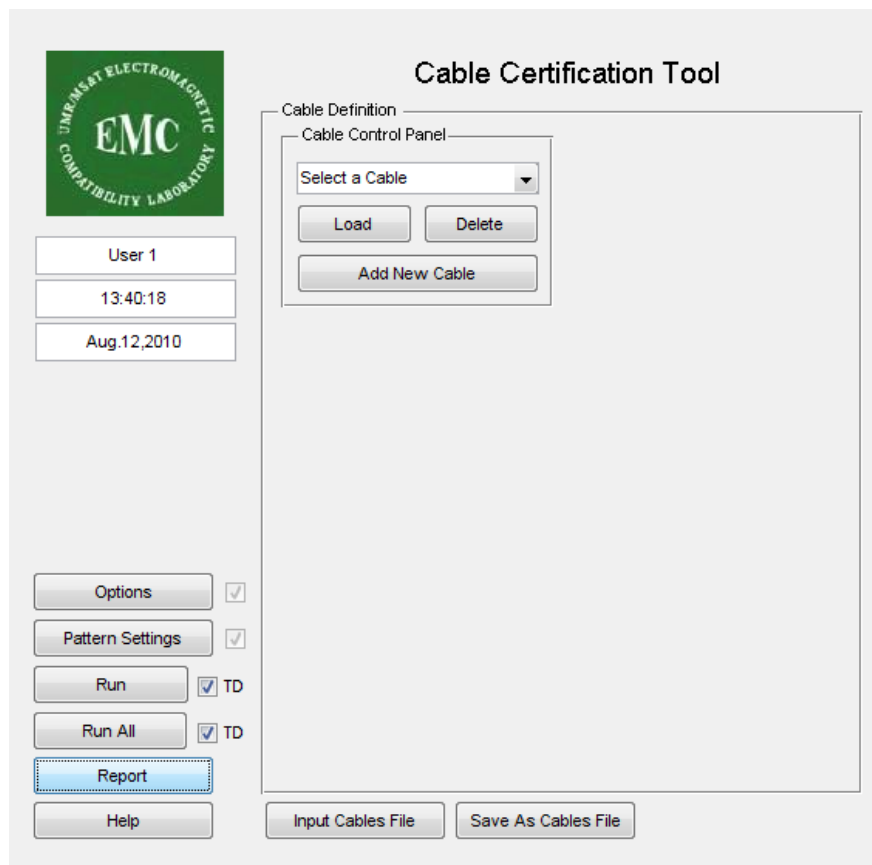 Cable Certification Tool
UMR/MS&T ELECTROMAGNETIC
COMPATIBILITY LABORATORY
EMC
User 1
13:40:18
Aug.12,2010
Cable Definition
Cable Control Panel
Select a Cable
Load
Delete
Add New Cable
Options
Pattern Settings
Run
TD
Run All
TD
Report
Help
Input Cables File
Save As Cables File